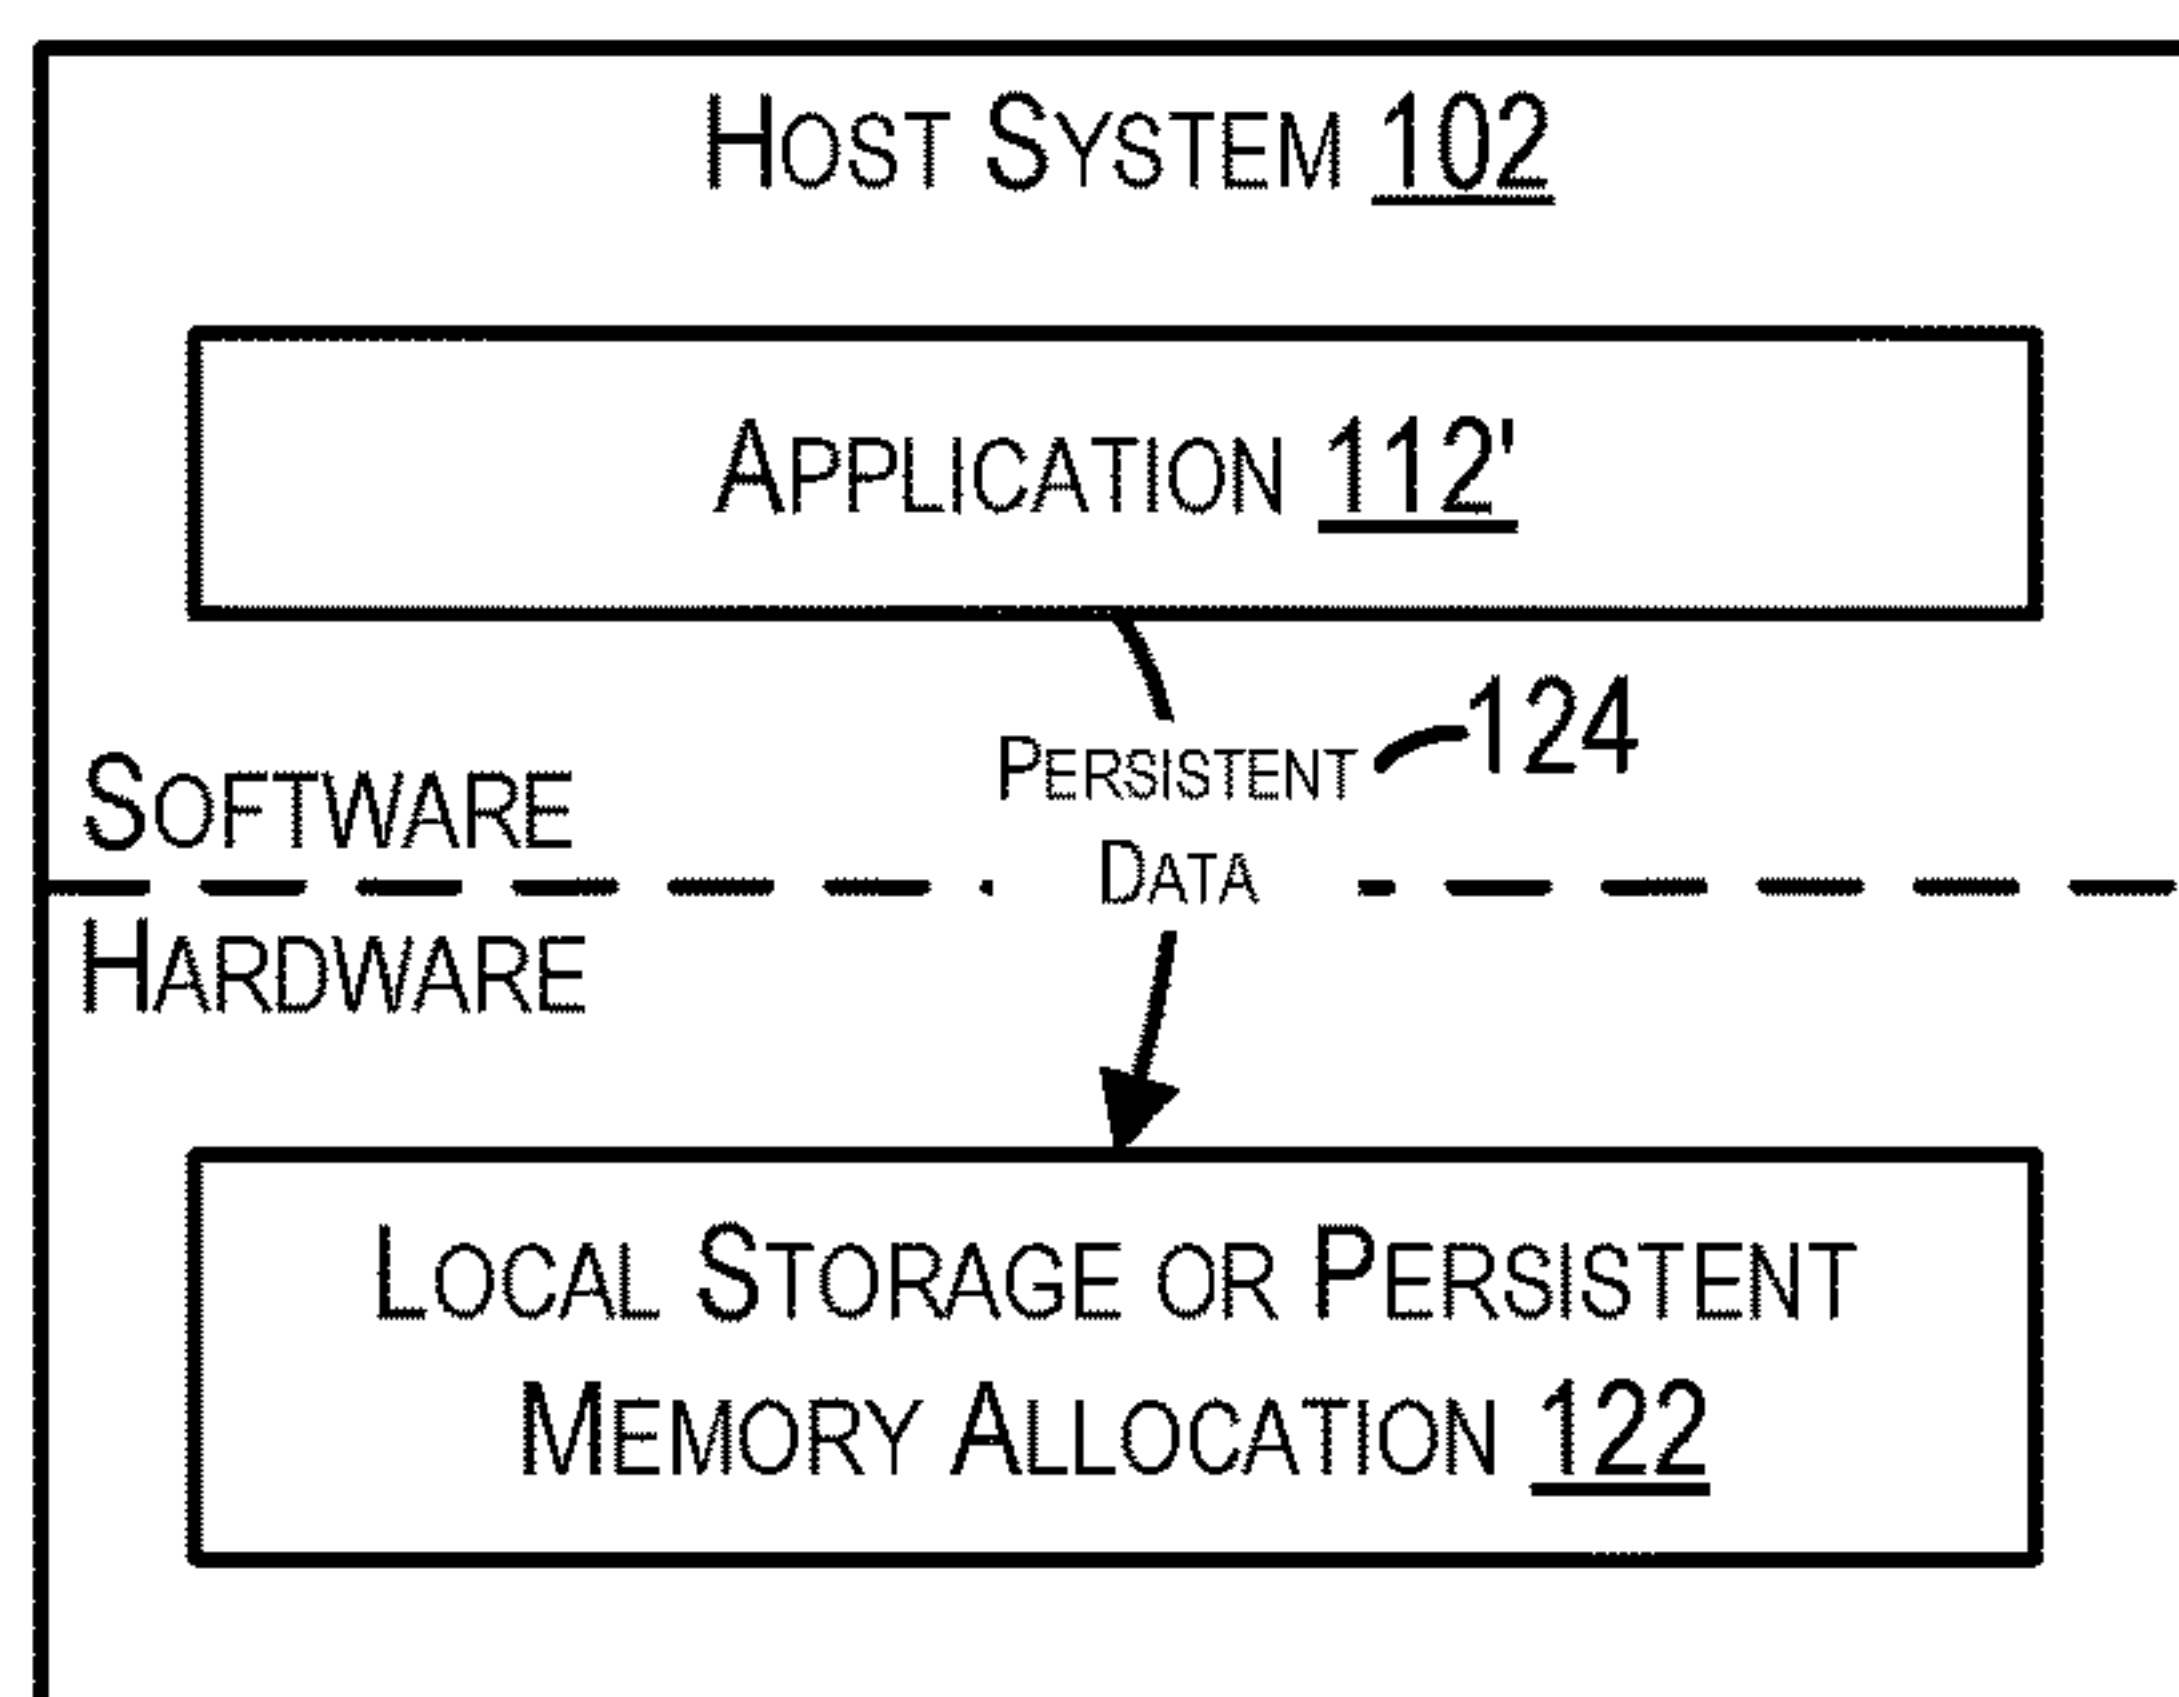 Host System 102
Application 112'
Persistent 124
Software
Data
Hardware
Local Storage or Persistent
Memory Allocation 122